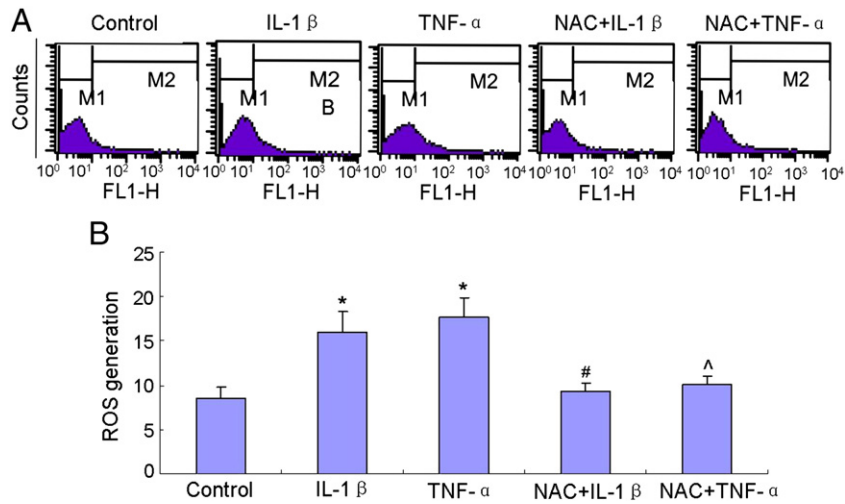 A
Control IL-1 β TNF- α NAC+IL-1 β NAC+TNF- α
Counts
M1 M2 M1 M2 M1 M2 M1 M2 M1 M2
B
10⁰ 10¹ 10² 10³ 10⁴ 10⁰ 10¹ 10² 10³ 10⁴ 10⁰ 10¹ 10² 10³ 10⁴ 10⁰ 10¹ 10² 10³ 10⁴ 10⁰ 10¹ 10² 10³ 10⁴
FL1-H FL1-H FL1-H FL1-H FL1-H
B
ROS generation
25
20
15
10
5
0
* * # ^
Control IL-1 β TNF- α NAC+IL-1 β NAC+TNF- α